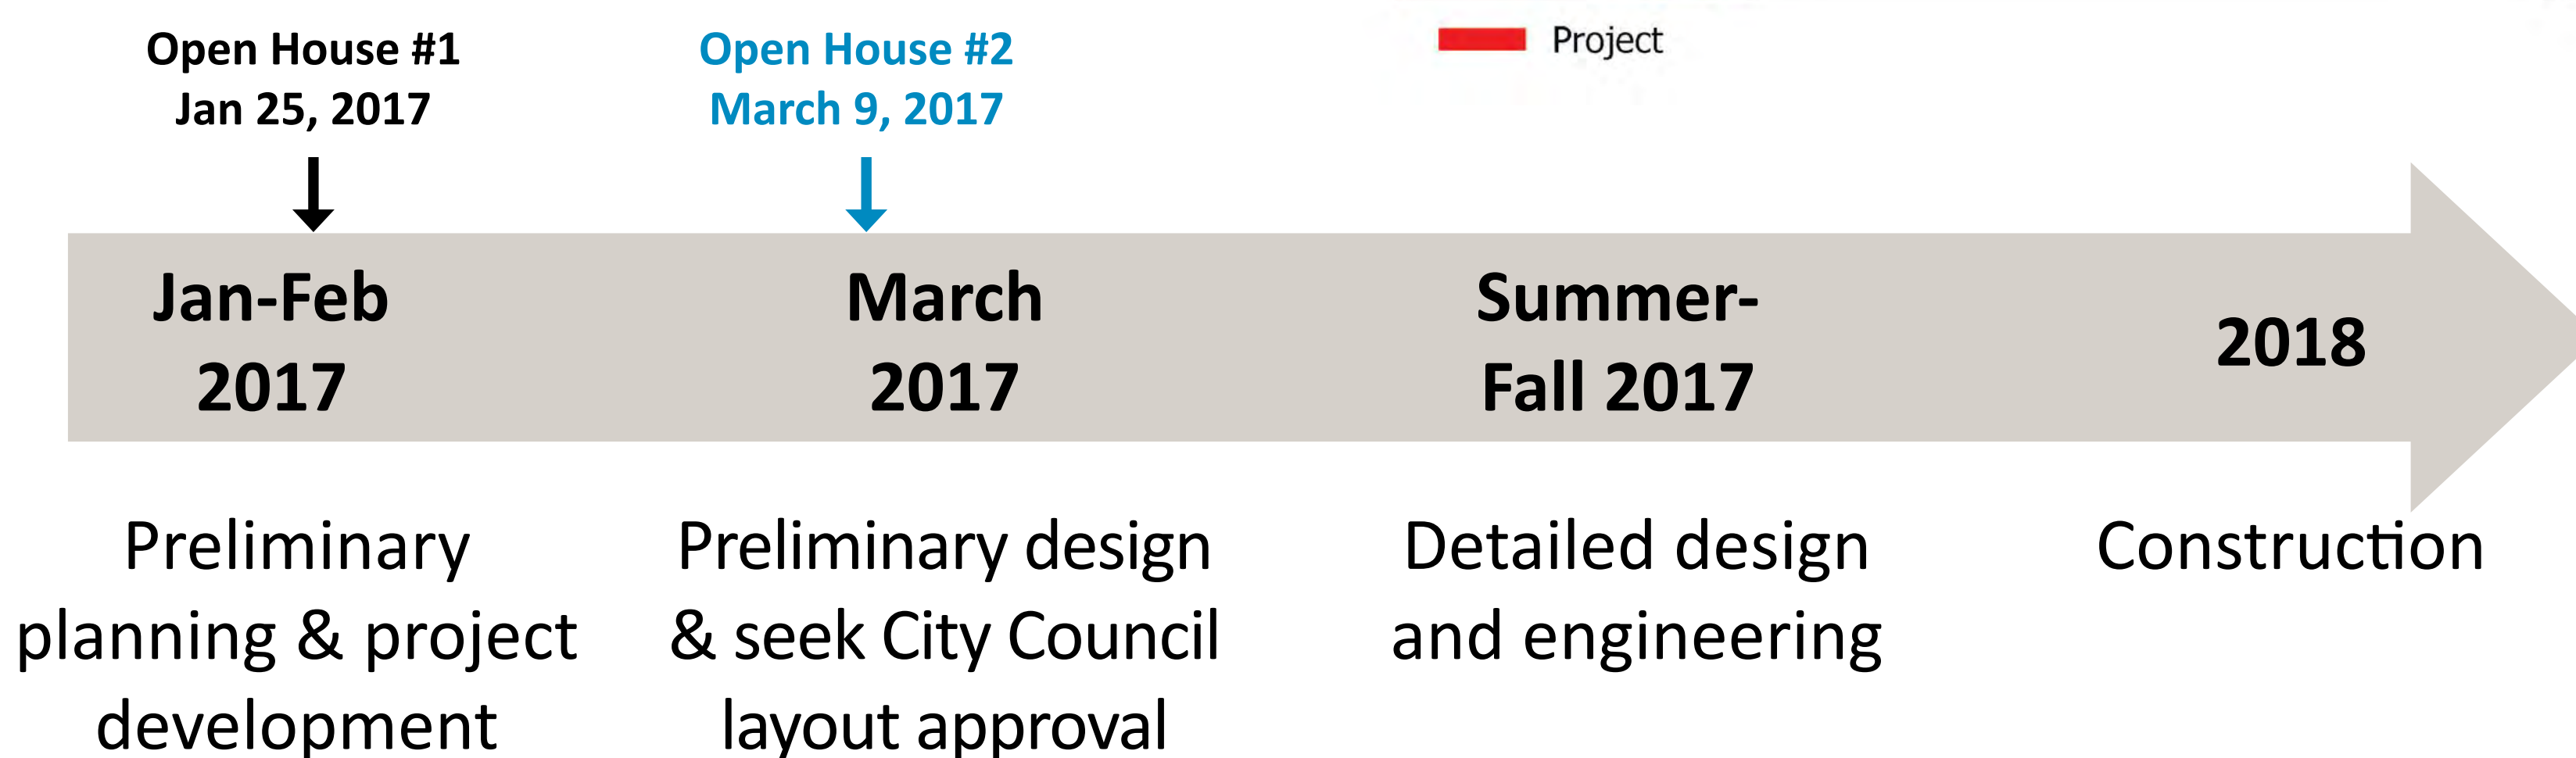 Open House #1
Jan 25, 2017
Open House #2
March 9, 2017
Project
Jan-Feb
2017
March
2017
Summer-
Fall 2017
2018
Preliminary
planning & project
development
Preliminary design
& seek City Council
layout approval
Detailed design
and engineering
Construction